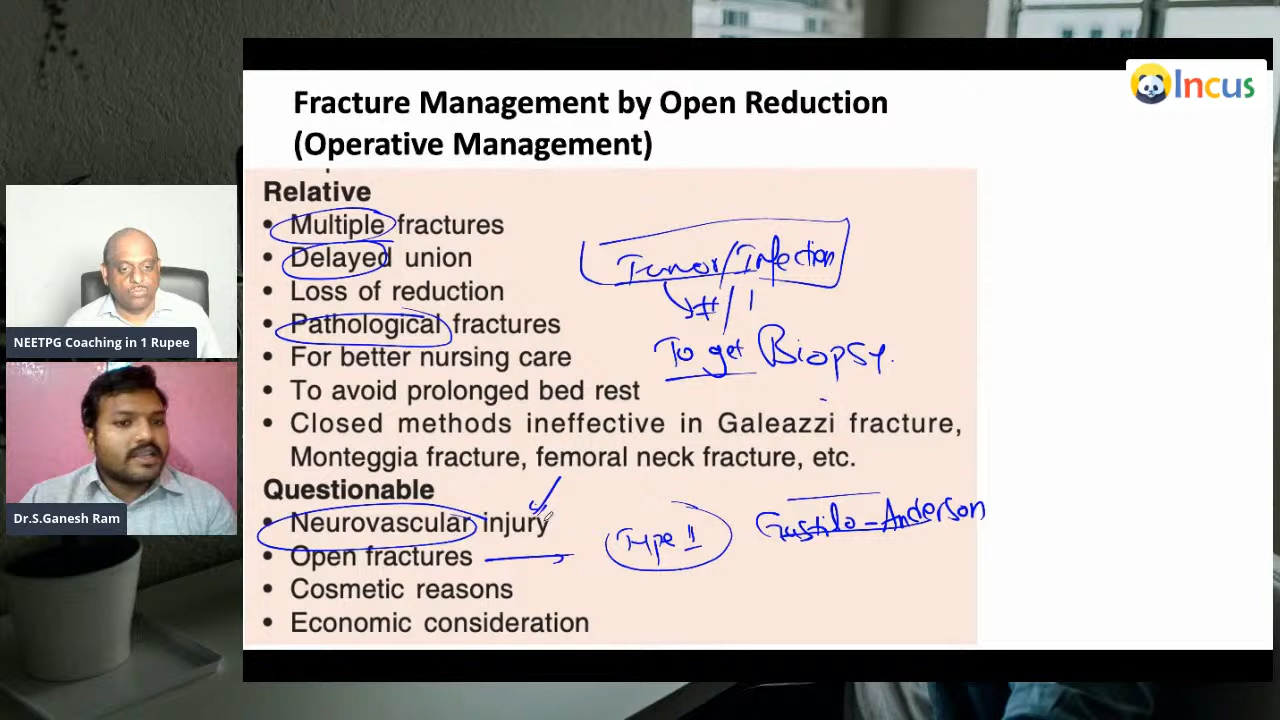 Incus
Fracture Management by Open Reduction
(Operative Management)
Relative
• Multiple fractures
• Delayed union
• Loss of reduction
• Pathological fractures
• For better nursing care
• To avoid prolonged bed rest
• Closed methods ineffective in Galeazzi fracture,
Monteggia fracture, femoral neck fracture, etc.
Questionable
• Neurovascular injury
• Open fractures
• Cosmetic reasons
• Economic consideration
Tumor/Infection
#/
To get Biopsy.
Type II
Gustilo-Anderson
NEETPG Coaching in 1 Rupee
Dr.S.Ganesh Ram